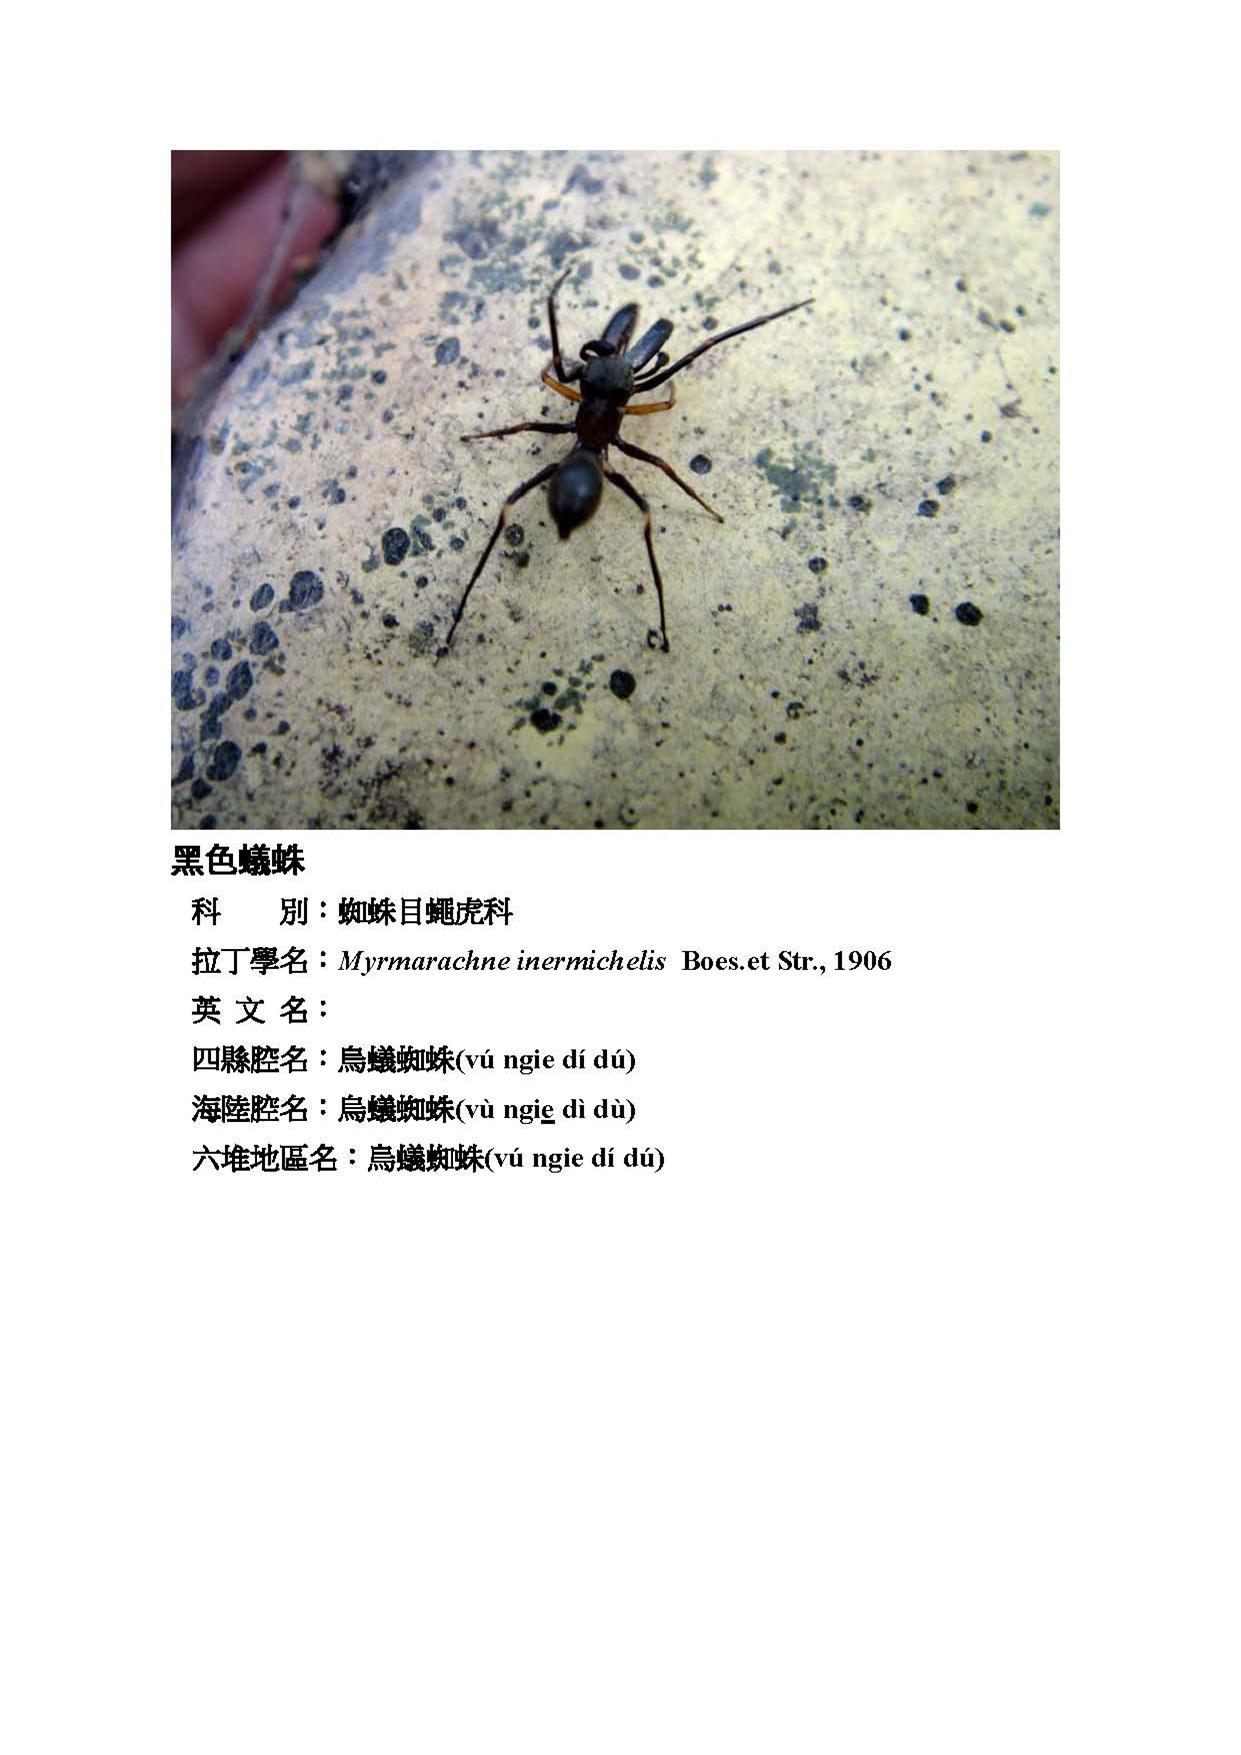 黑色蟻蛛
科　　別：蜘蛛目蠅虎科
拉丁學名：Myrmarachne inermichelis Boes.et Str., 1906
英 文 名：
四縣腔名：烏蟻蜘蛛(vú ngie dí dú)
海陸腔名：烏蟻蜘蛛(vù ngie dì dù)
六堆地區名：烏蟻蜘蛛(vú ngie dí dú)